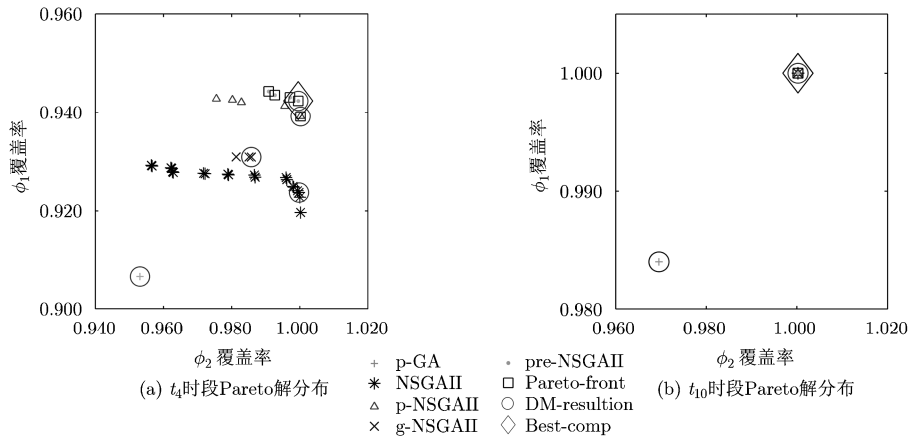 0.960
0.940
0.920
0.900
0.940 0.960 0.980 1.000 1.020
ϕ1覆盖率
ϕ2 覆盖率
(a) t4时段Pareto解分布
1.000
0.990
0.980
0.960 0.980 1.000 1.020
ϕ1覆盖率
ϕ2 覆盖率
(b) t10时段Pareto解分布
p-GA
NSGAII
p-NSGAII
g-NSGAII
pre-NSGAII
Pareto-front
DM-resultion
Best-comp